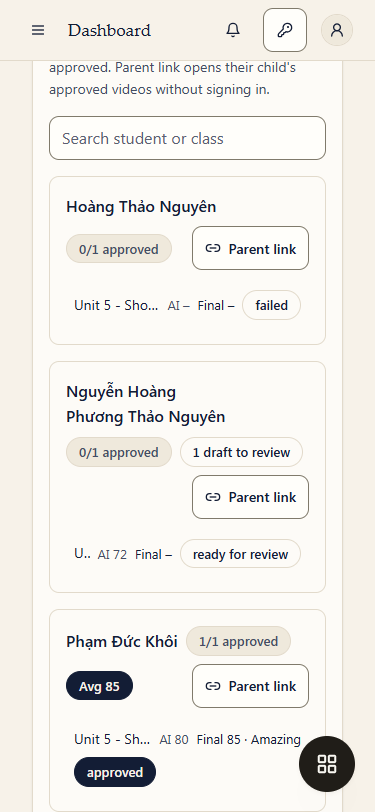 Dashboard
approved. Parent link opens their child's
approved videos without signing in.
Search student or class
Hoàng Thảo Nguyên
0/1 approved
Parent link
Unit 5 - Sho... AI – Final – failed
Nguyễn Hoàng
Phương Thảo Nguyên
0/1 approved 1 draft to review
Parent link
U.. AI 72 Final – ready for review
Phạm Đức Khôi 1/1 approved
Avg 85 Parent link
Unit 5 - Sh... AI 80 Final 85 · Amazing
approved